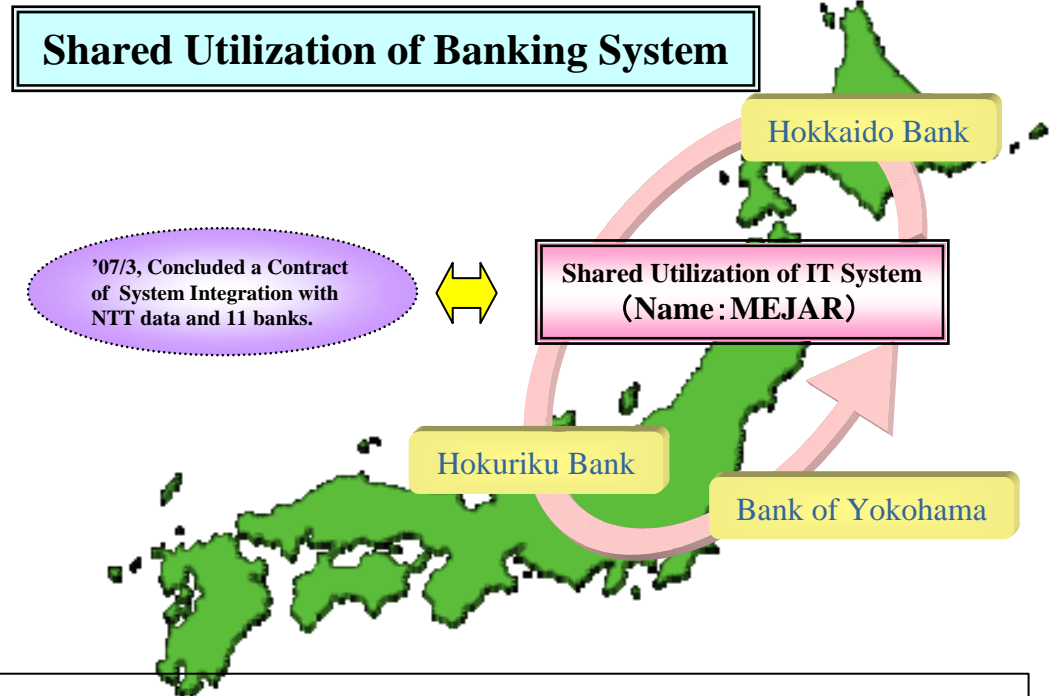 Shared Utilization of Banking System
Hokkaido Bank
’07/3, Concluded a Contract
of System Integration with
NTT data and 11 banks.
Shared Utilization of IT System
（Name：MEJAR）
Hokuriku Bank
Bank of Yokohama